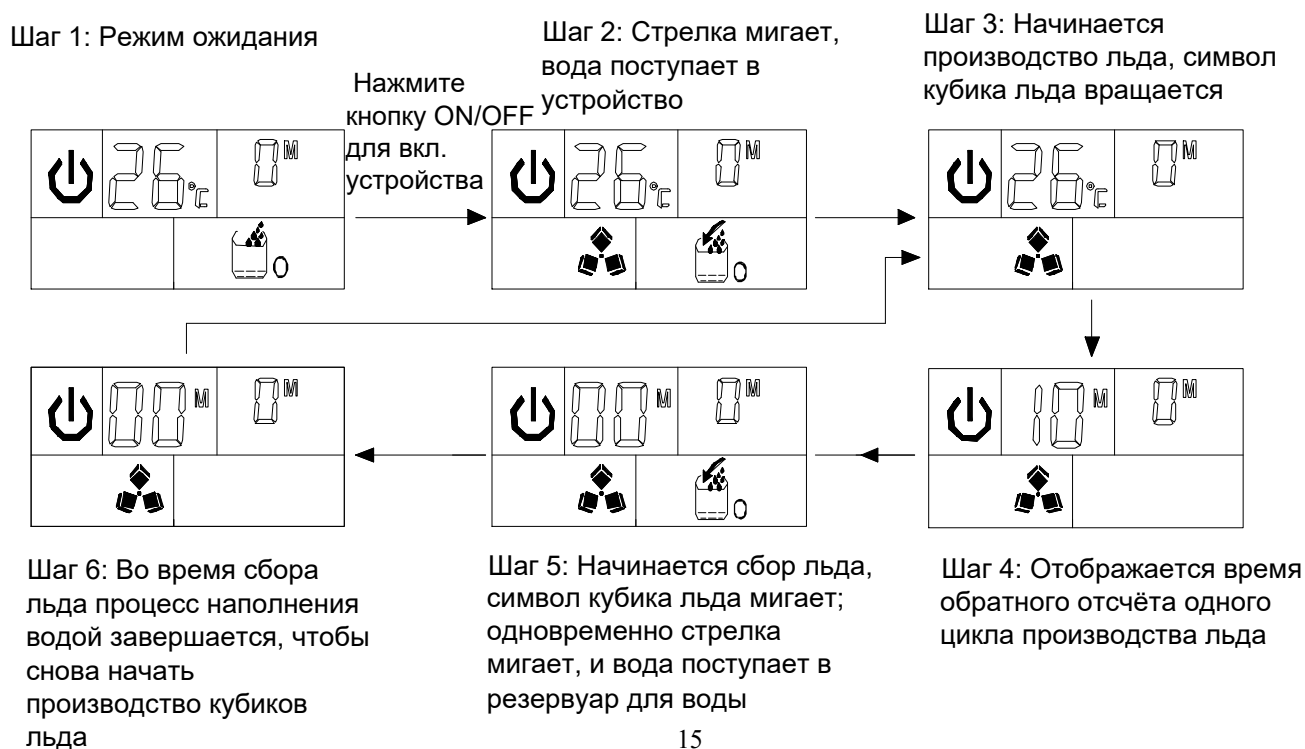 Шаг 1: Режим ожидания
Нажмите
кнопку ON/OFF
для вкл.
устройства
Шаг 2: Стрелка мигает,
вода поступает в
устройство
Шаг 3: Начинается
производство льда, символ
кубика льда вращается
26°C 0 M
26°C 0 M
26°C 0 M
00 M 0 M
00 M 0 M
10 M 0 M
Шаг 6: Во время сбора
льда процесс наполнения
водой завершается, чтобы
снова начать
производство кубиков
льда
Шаг 5: Начинается сбор льда,
символ кубика льда мигает;
одновременно стрелка
мигает, и вода поступает в
резервуар для воды
Шаг 4: Отображается время
обратного отсчёта одного
цикла производства льда
15